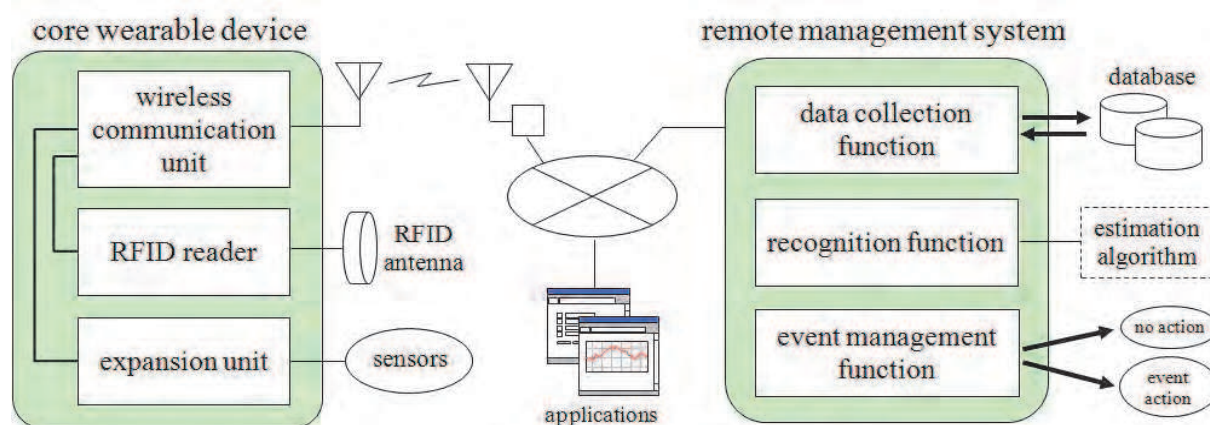 core wearable device
wireless
communication
unit
RFID reader
RFID
antenna
expansion unit
sensors
applications
remote management system
data collection
function
database
recognition function
estimation
algorithm
event management
function
no action
event
action